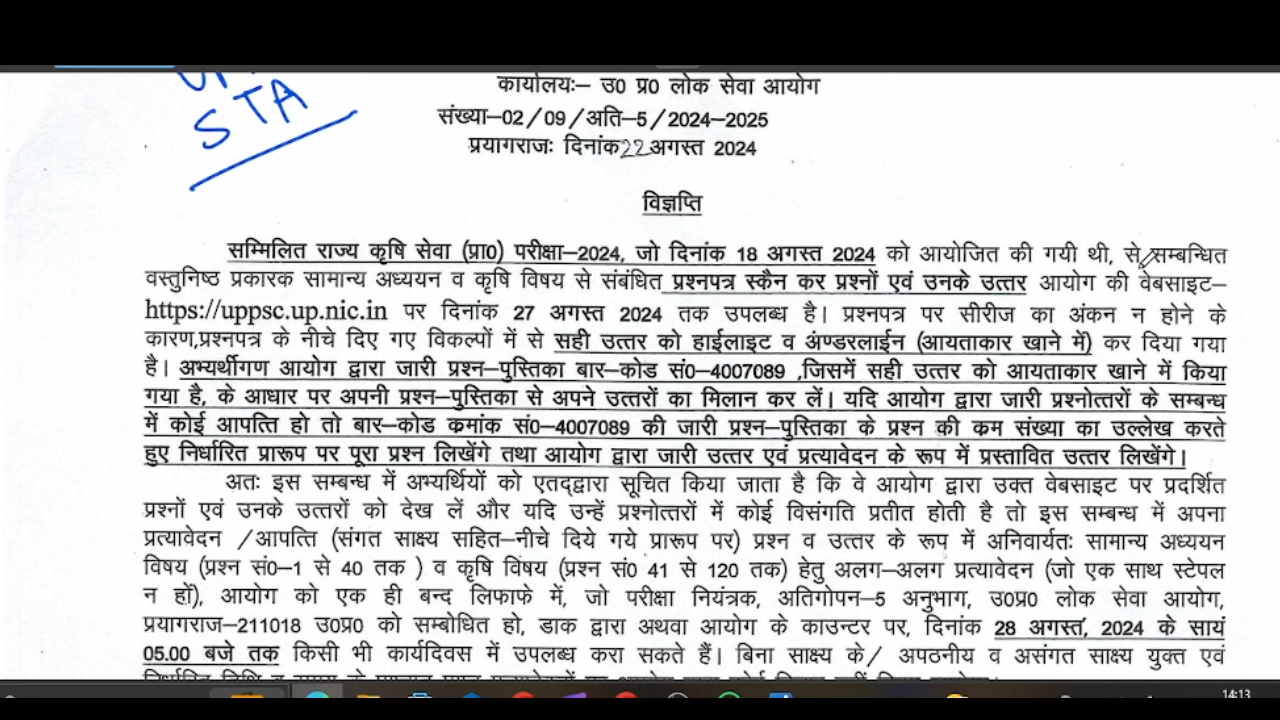 STA
कार्यालयः– उ0 प्र0 लोक सेवा आयोग
संख्या–02/09/अति–5/2024–2025
प्रयागराजः दिनांक 22 अगस्त 2024
विज्ञप्ति
सम्मिलित राज्य कृषि सेवा (प्रा0) परीक्षा–2024, जो दिनांक 18 अगस्त 2024 को आयोजित की गयी थी, से सम्बन्धित
वस्तुनिष्ठ प्रकारक सामान्य अध्ययन व कृषि विषय से संबंधित प्रश्नपत्र स्कैन कर प्रश्नों एवं उनके उत्तर आयोग की वेबसाइट–
https://uppsc.up.nic.in पर दिनांक 27 अगस्त 2024 तक उपलब्ध है। प्रश्नपत्र पर सीरीज का अंकन न होने के
कारण,प्रश्नपत्र के नीचे दिए गए विकल्पों में से सही उत्तर को हाईलाइट व अंण्डरलाईन (आयताकार खाने में) कर दिया गया
है। अभ्यर्थीगण आयोग द्वारा जारी प्रश्न–पुस्तिका बार–कोड सं0–4007089 ,जिसमें सही उत्तर को आयताकार खाने में किया
गया है, के आधार पर अपनी प्रश्न–पुस्तिका से अपने उत्तरों का मिलान कर लें। यदि आयोग द्वारा जारी प्रश्नोत्तरों के सम्बन्ध
में कोई आपत्ति हो तो बार–कोड क्रमांक सं0–4007089 की जारी प्रश्न–पुस्तिका के प्रश्न की क्रम संख्या का उल्लेख करते
हुए निर्धारित प्रारूप पर पूरा प्रश्न लिखेंगे तथा आयोग द्वारा जारी उत्तर एवं प्रत्यावेदन के रूप में प्रस्तावित उत्तर लिखेंगे।
अतः इस सम्बन्ध में अभ्यर्थियों को एतद्द्वारा सूचित किया जाता है कि वे आयोग द्वारा उक्त वेबसाइट पर प्रदर्शित
प्रश्नों एवं उनके उत्तरों को देख लें और यदि उन्हें प्रश्नोत्तरों में कोई विसंगति प्रतीत होती है तो इस सम्बन्ध में अपना
प्रत्यावेदन /आपत्ति (संगत साक्ष्य सहित–नीचे दिये गये प्रारूप पर) प्रश्न व उत्तर के रूप में अनिवार्यतः सामान्य अध्ययन
विषय (प्रश्न सं0–1 से 40 तक ) व कृषि विषय (प्रश्न सं0 41 से 120 तक) हेतु अलग–अलग प्रत्यावेदन (जो एक साथ स्टेपल
न हों), आयोग को एक ही बन्द लिफाफे में, जो परीक्षा नियंत्रक, अतिगोपन–5 अनुभाग, उ0प्र0 लोक सेवा आयोग,
प्रयागराज–211018 उ0प्र0 को सम्बोधित हो, डाक द्वारा अथवा आयोग के काउन्टर पर, दिनांक 28 अगस्त, 2024 के सायं
05.00 बजे तक किसी भी कार्यदिवस में उपलब्ध करा सकते हैं। बिना साक्ष्य के/ अपठनीय व असंगत साक्ष्य युक्त एवं
14:13